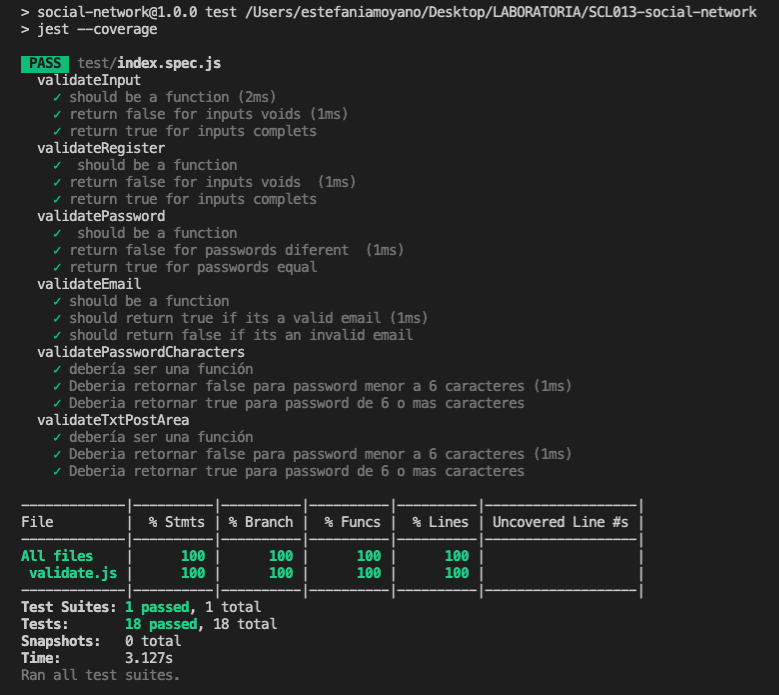 > social-network@1.0.0 test /Users/estefaniamoyano/Desktop/LABORATORIA/SCL013-social-network
> jest --coverage
PASS test/index.spec.js
validateInput
✓ should be a function (2ms)
✓ return false for inputs voids (1ms)
✓ return true for inputs complets
validateRegister
✓  should be a function
✓ return false for inputs voids  (1ms)
✓ return true for inputs complets
validatePassword
✓  should be a function
✓ return false for passwords diferent  (1ms)
✓ return true for passwords equal
validateEmail
✓ should be a function
✓ should return true if its a valid email (1ms)
✓ should return false if its an invalid email
validatePasswordCharacters
✓ debería ser una función
✓ Deberia retornar false para password menor a 6 caracteres (1ms)
✓ Deberia retornar true para password de 6 o mas caracteres
validateTxtPostArea
✓ debería ser una función
✓ Deberia retornar false para password menor a 6 caracteres (1ms)
✓ Deberia retornar true para password de 6 o mas caracteres
-------------|----------|----------|----------|----------|-------------------|
File         |  % Stmts | % Branch |  % Funcs |  % Lines | Uncovered Line #s |
-------------|----------|----------|----------|----------|-------------------|
All files    |      100 |      100 |      100 |      100 |                   |
validate.js |      100 |      100 |      100 |      100 |                   |
-------------|----------|----------|----------|----------|-------------------|
Test Suites: 1 passed, 1 total
Tests:       18 passed, 18 total
Snapshots:   0 total
Time:        3.127s
Ran all test suites.